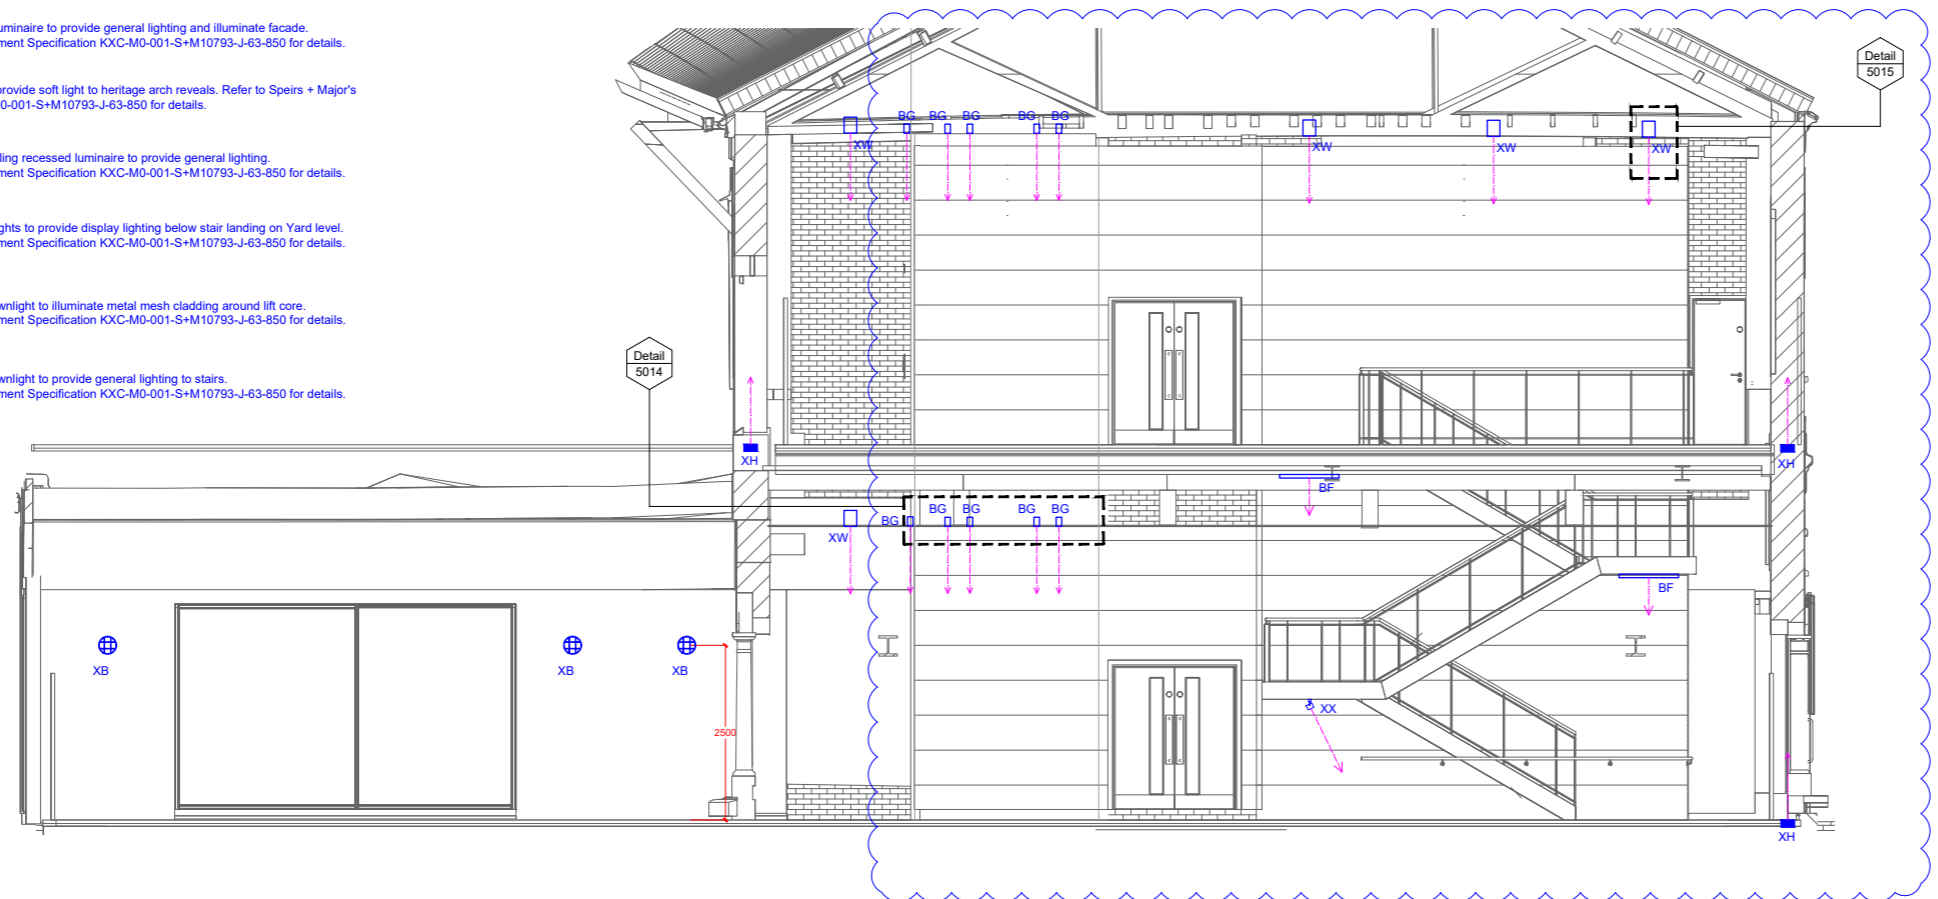 uminaire to provide general lighting and illuminate facade.
ment Specification KXC-M0-001-S+M10793-J-63-850 for details.
provide soft light to heritage arch reveals. Refer to Speirs + Major's
0-001-S+M10793-J-63-850 for details.
ling recessed luminaire to provide general lighting.
ment Specification KXC-M0-001-S+M10793-J-63-850 for details.
ghts to provide display lighting below stair landing on Yard level.
ment Specification KXC-M0-001-S+M10793-J-63-850 for details.
wnlight to illuminate metal mesh cladding around lift core.
ment Specification KXC-M0-001-S+M10793-J-63-850 for details.
wnlight to provide general lighting to stairs.
ment Specification KXC-M0-001-S+M10793-J-63-850 for details.
Detail
5015
BG BG BG BG BG
XW XW XW XW
Detail
5014
XH XH
BF
BG BG BG BG BG
XW
BF
XB XB XB
XX
2500
XH